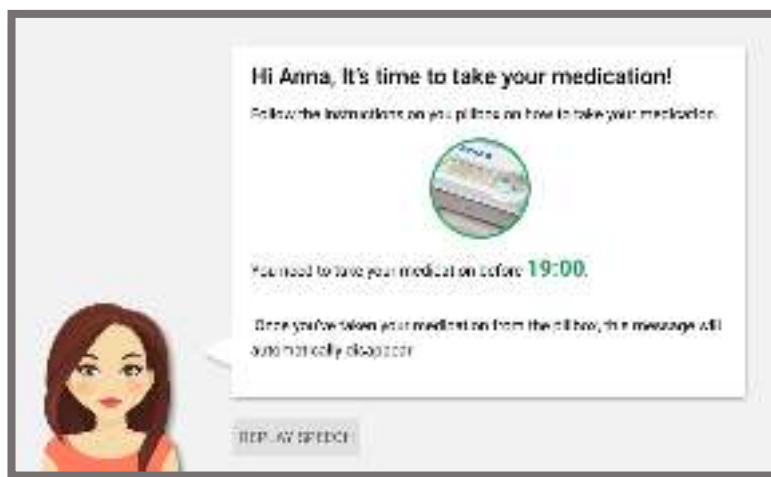 Hi Anna, It's time to take your medication!
Follow the instructions on you pillbox on how to take your medication.
You need to take your medication before 19:00.
Once you've taken your medication from the pillbox, this message will
automatically disappear
REPLAY SPEECH